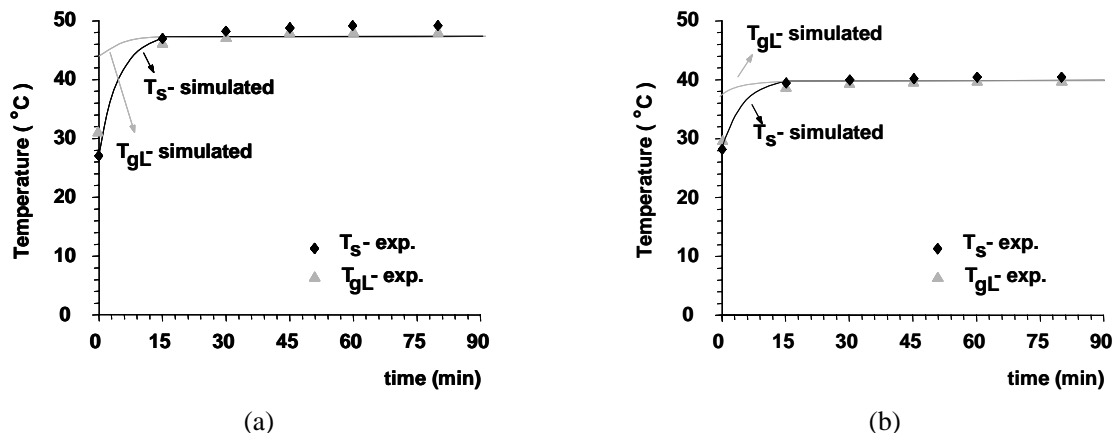 50
40
30
20
10
0
Temperature ( °C)
Ts- simulated
TgL- simulated
Ts- exp.
TgL- exp.
0 15 30 45 60 75 90
time (min)
(a)
50
40
30
20
10
0
Temperature ( °C)
TgL- simulated
Ts- simulated
Ts- exp.
TgL- exp.
0 15 30 45 60 75 90
time (min)
(b)